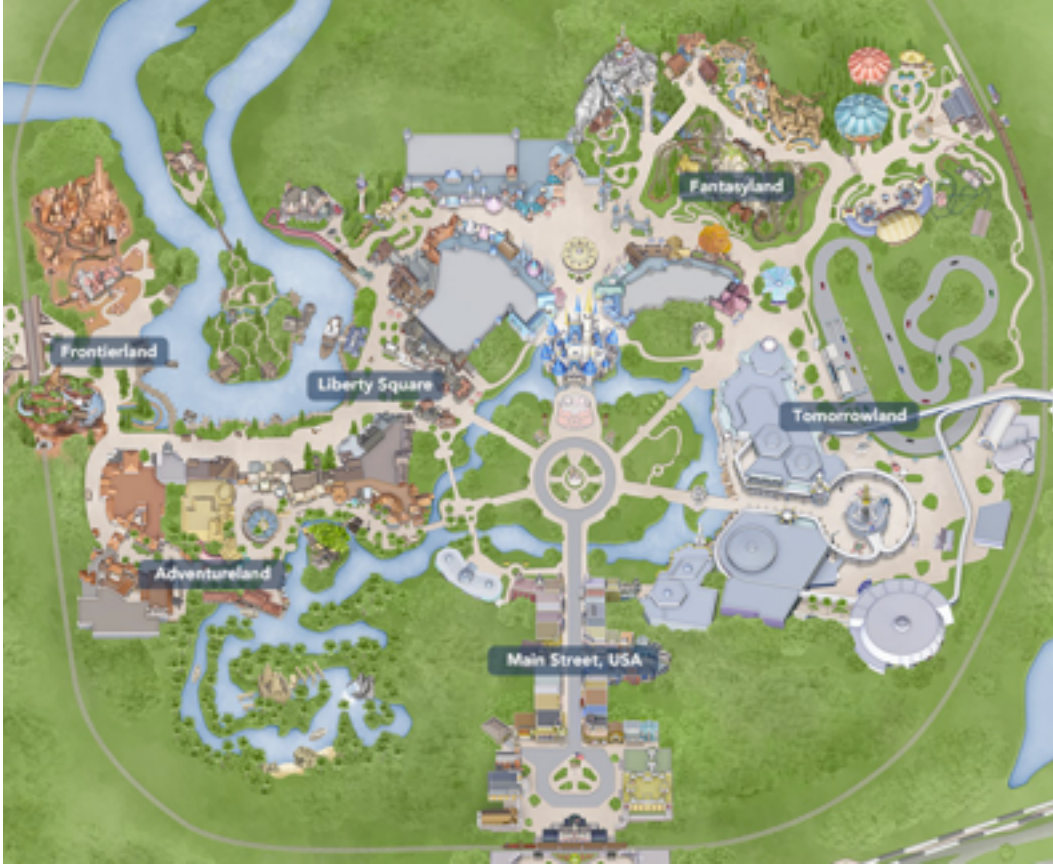 Fantasyland
Frontierland
Liberty Square
Tomorrowland
Adventureland
Main Street, USA